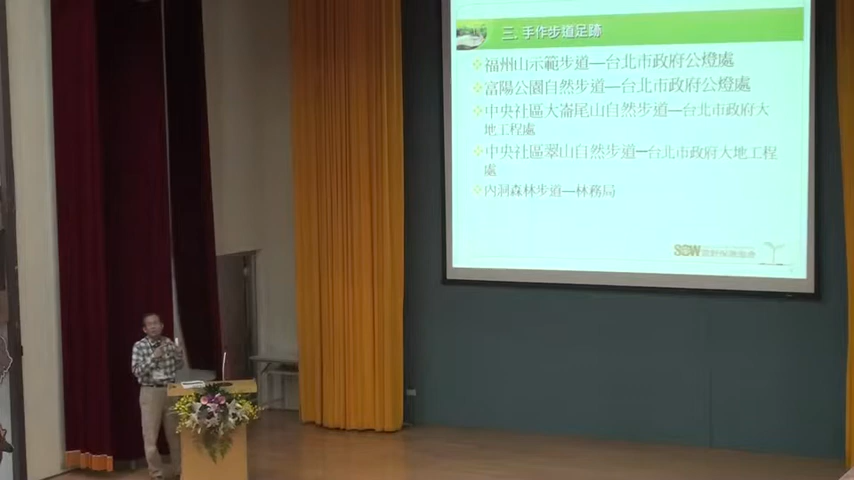 三. 手作步道足跡
福州山示範步道—台北市政府公燈處
富陽公園自然步道—台北市政府公燈處
中央社區大崙尾山自然步道—台北市政府大
地工程處
中央社區翠山自然步道—台北市政府大地工程
處
內洞森林步道—林務局
SOW